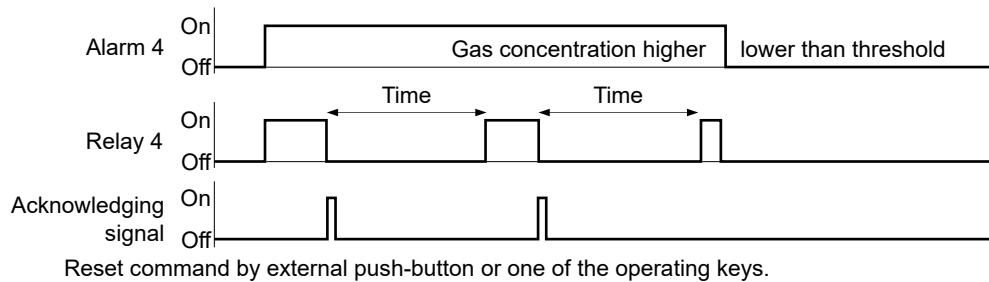 On
Alarm 4
Gas concentration higher lower than threshold
Off
Time Time
On
Relay 4
Off
On
Acknowledging
signal
Off
Reset command by external push-button or one of the operating keys.